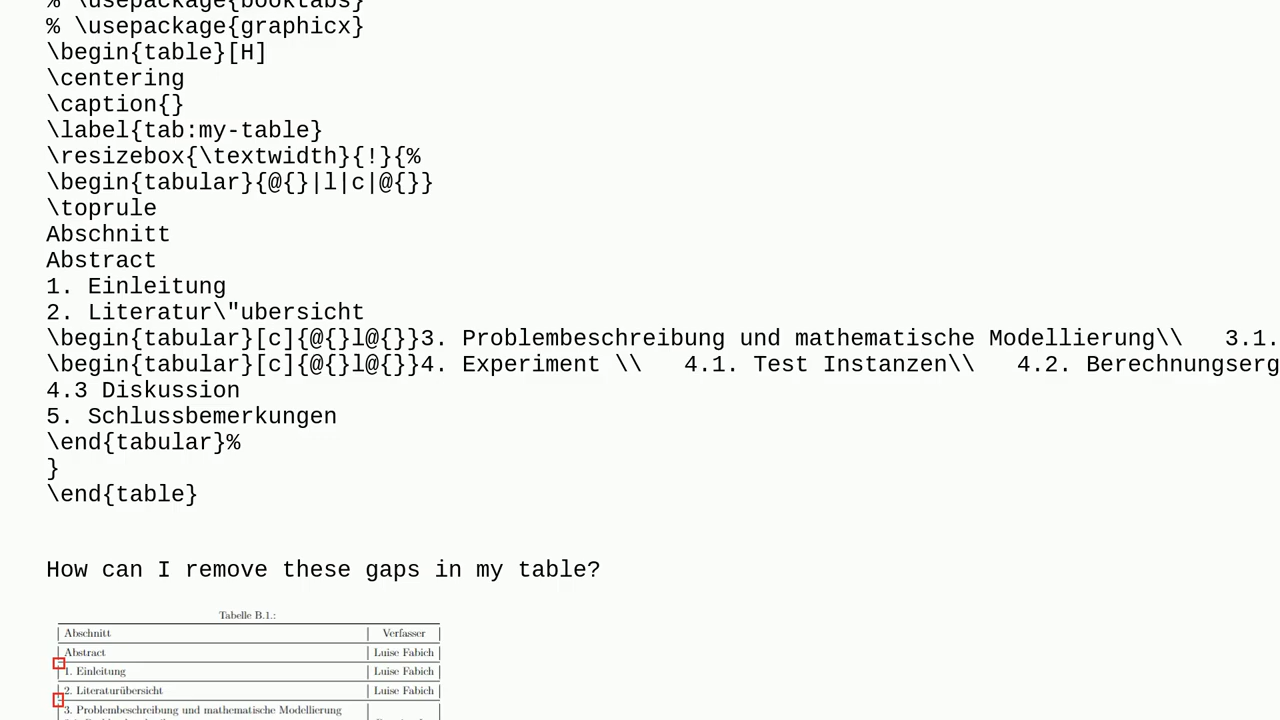 % \usepackage{booktabs}
% \usepackage{graphicx}
\begin{table}[H]
\centering
\caption{}
\label{tab:my-table}
\resizebox{\textwidth}{!}{%
\begin{tabular}{@{}|l|c|@{}}
\toprule
Abschnitt
Abstract
1. Einleitung
2. Literatur\"ubersicht
\begin{tabular}[c]{@{}l@{}}3. Problembeschreibung und mathematische Modellierung\\   3.1.
\begin{tabular}[c]{@{}l@{}}4. Experiment \\   4.1. Test Instanzen\\   4.2. Berechnungserg
4.3 Diskussion
5. Schlussbemerkungen
\end{tabular}%
}
\end{table}
How can I remove these gaps in my table?
Tabelle B.1.:
Abschnitt Verfasser
Abstract Luise Fabich
1. Einleitung Luise Fabich
2. Literaturübersicht Luise Fabich
3. Problembeschreibung und mathematische Modellierung